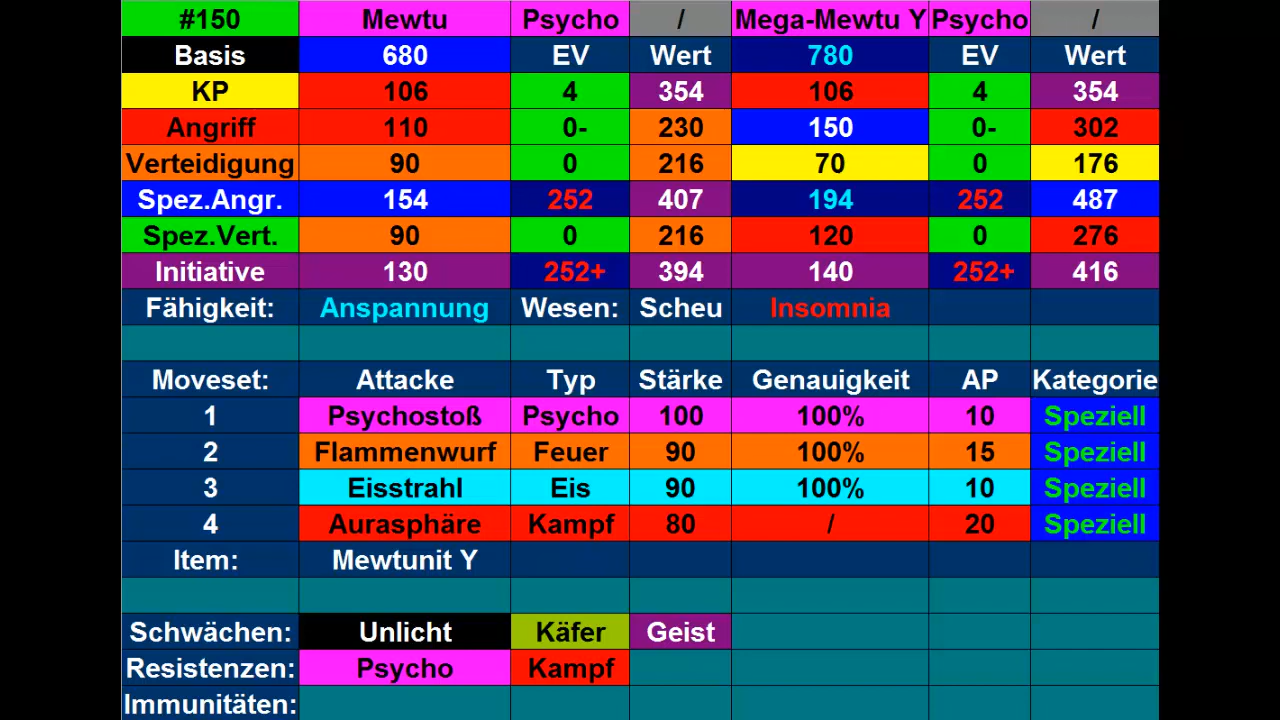 #150 Mewtu Psycho / Mega-Mewtu Y Psycho /
Basis 680 EV Wert 780 EV Wert
KP 106 4 354 106 4 354
Angriff 110 0- 230 150 0- 302
Verteidigung 90 0 216 70 0 176
Spez.Angr. 154 252 407 194 252 487
Spez.Vert. 90 0 216 120 0 276
Initiative 130 252+ 394 140 252+ 416
Fähigkeit: Anspannung Wesen: Scheu Insomnia
Moveset: Attacke Typ Stärke Genauigkeit AP Kategorie
1 Psychostoß Psycho 100 100% 10 Speziell
2 Flammenwurf Feuer 90 100% 15 Speziell
3 Eisstrahl Eis 90 100% 10 Speziell
4 Aurasphäre Kampf 80 / 20 Speziell
Item: Mewtunit Y
Schwächen: Unlicht Käfer Geist
Resistenzen: Psycho Kampf
Immunitäten: